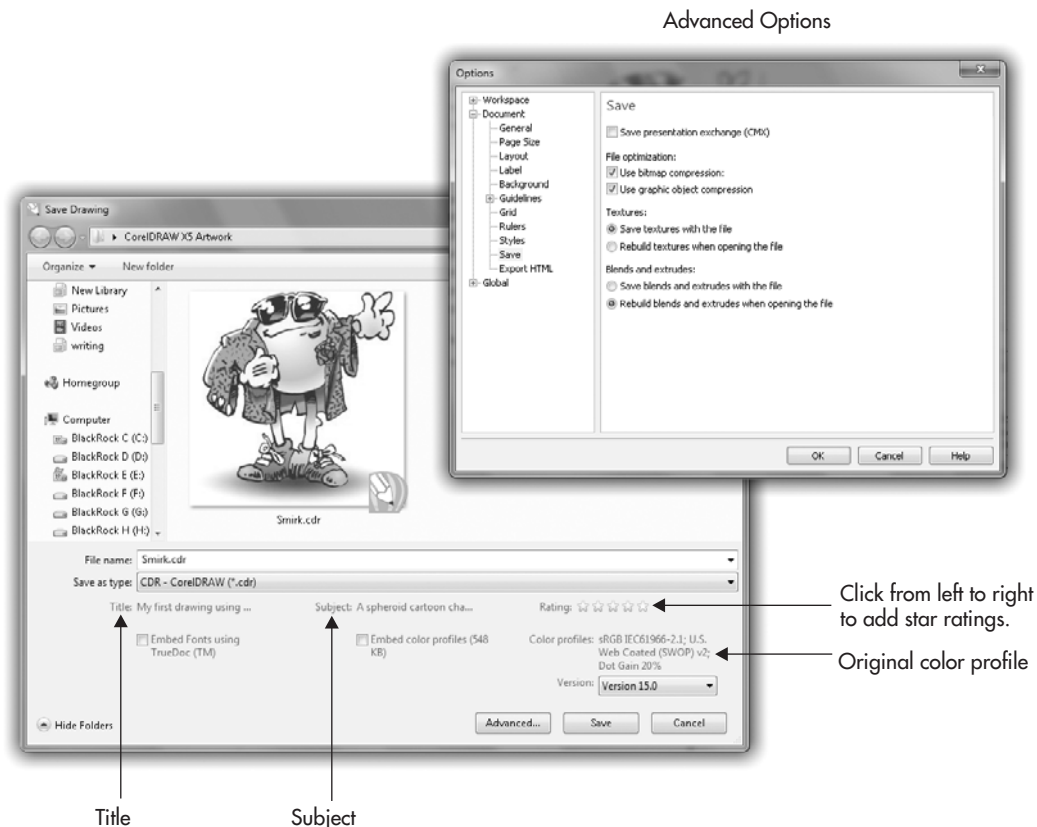 Advanced Options
Options
Workspace
Document
General
Page Size
Layout
Label
Background
Guidelines
Grid
Rulers
Styles
Save
Export HTML
Global
Save
Save presentation exchange (CMX)
File optimization:
Use bitmap compression:
Use graphic object compression
Textures:
Save textures with the file
Rebuild textures when opening the file
Blends and extrudes:
Save blends and extrudes with the file
Rebuild blends and extrudes when opening the file
OK Cancel Help
Save Drawing
CorelDRAW X5 Artwork
Organize New folder
New Library
Pictures
Videos
writing
Homegroup
Computer
BlackRock C (C:)
BlackRock D (D:)
BlackRock E (E:)
BlackRock F (F:)
BlackRock G (G:)
BlackRock H (H:)
Smirk.cdr
File name: Smirk.cdr
Save as type: CDR - CorelDRAW (*.cdr)
Title: My first drawing using ... Subject: A spheroid cartoon cha... Rating:
Embed Fonts using
TrueDoc (TM)
Embed color profiles (548
KB)
Color profiles: sRGB IEC61966-2.1; U.S.
Web Coated (SWOP) v2;
Dot Gain 20%
Version: Version 15.0
Hide Folders
Advanced... Save Cancel
Click from left to right
to add star ratings.
Original color profile
Title Subject